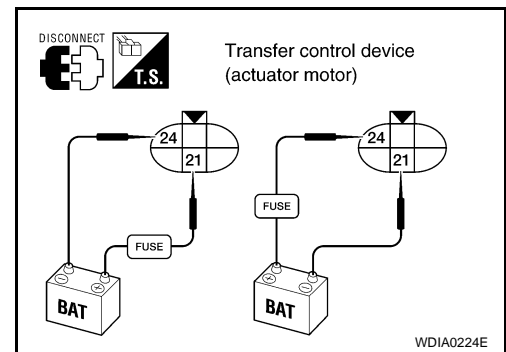 DISCONNECT
T.S.
Transfer control device
(actuator motor)
24
21
FUSE
BAT
24
21
FUSE
BAT
WDIA0224E